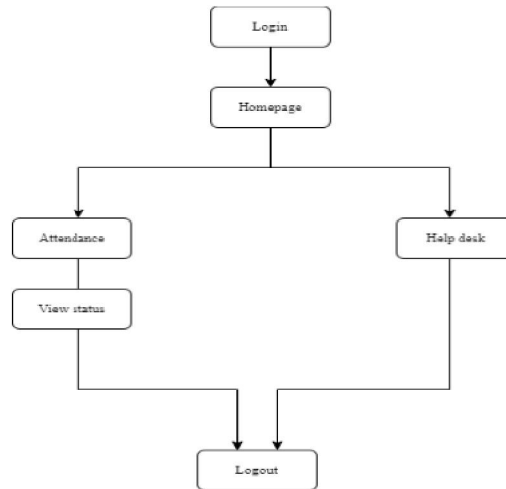 Login
Homepage
Attendance
Help desk
View status
Logout